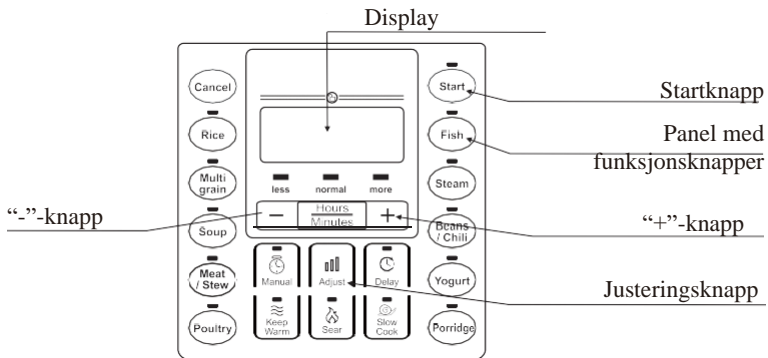 Display
Cancel
Start
Startknapp
Rice
Fish
Panel med
funksjonsknapper
Multi
grain
less normal more
Steam
“-”-knapp
Hours
Minutes
− +
“+”-knapp
Soup
Beans
/ Chili
Meat
/ Stew
Manual
Adjust
Delay
Yogurt
Justeringsknapp
Poultry
Keep
Warm
Sear
Slow
Cook
Porridge